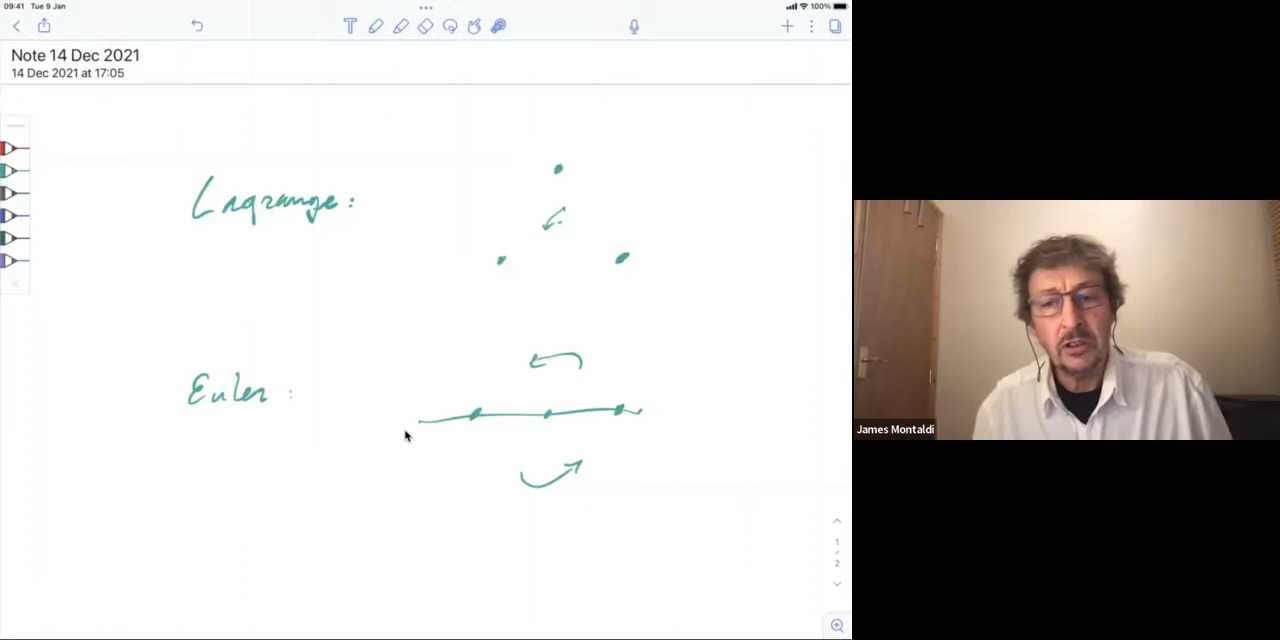 09:41 Tue 9 Jan
100%
Note 14 Dec 2021
14 Dec 2021 at 17:05
Lagrange:
Euler:
James Montaldi
1
2